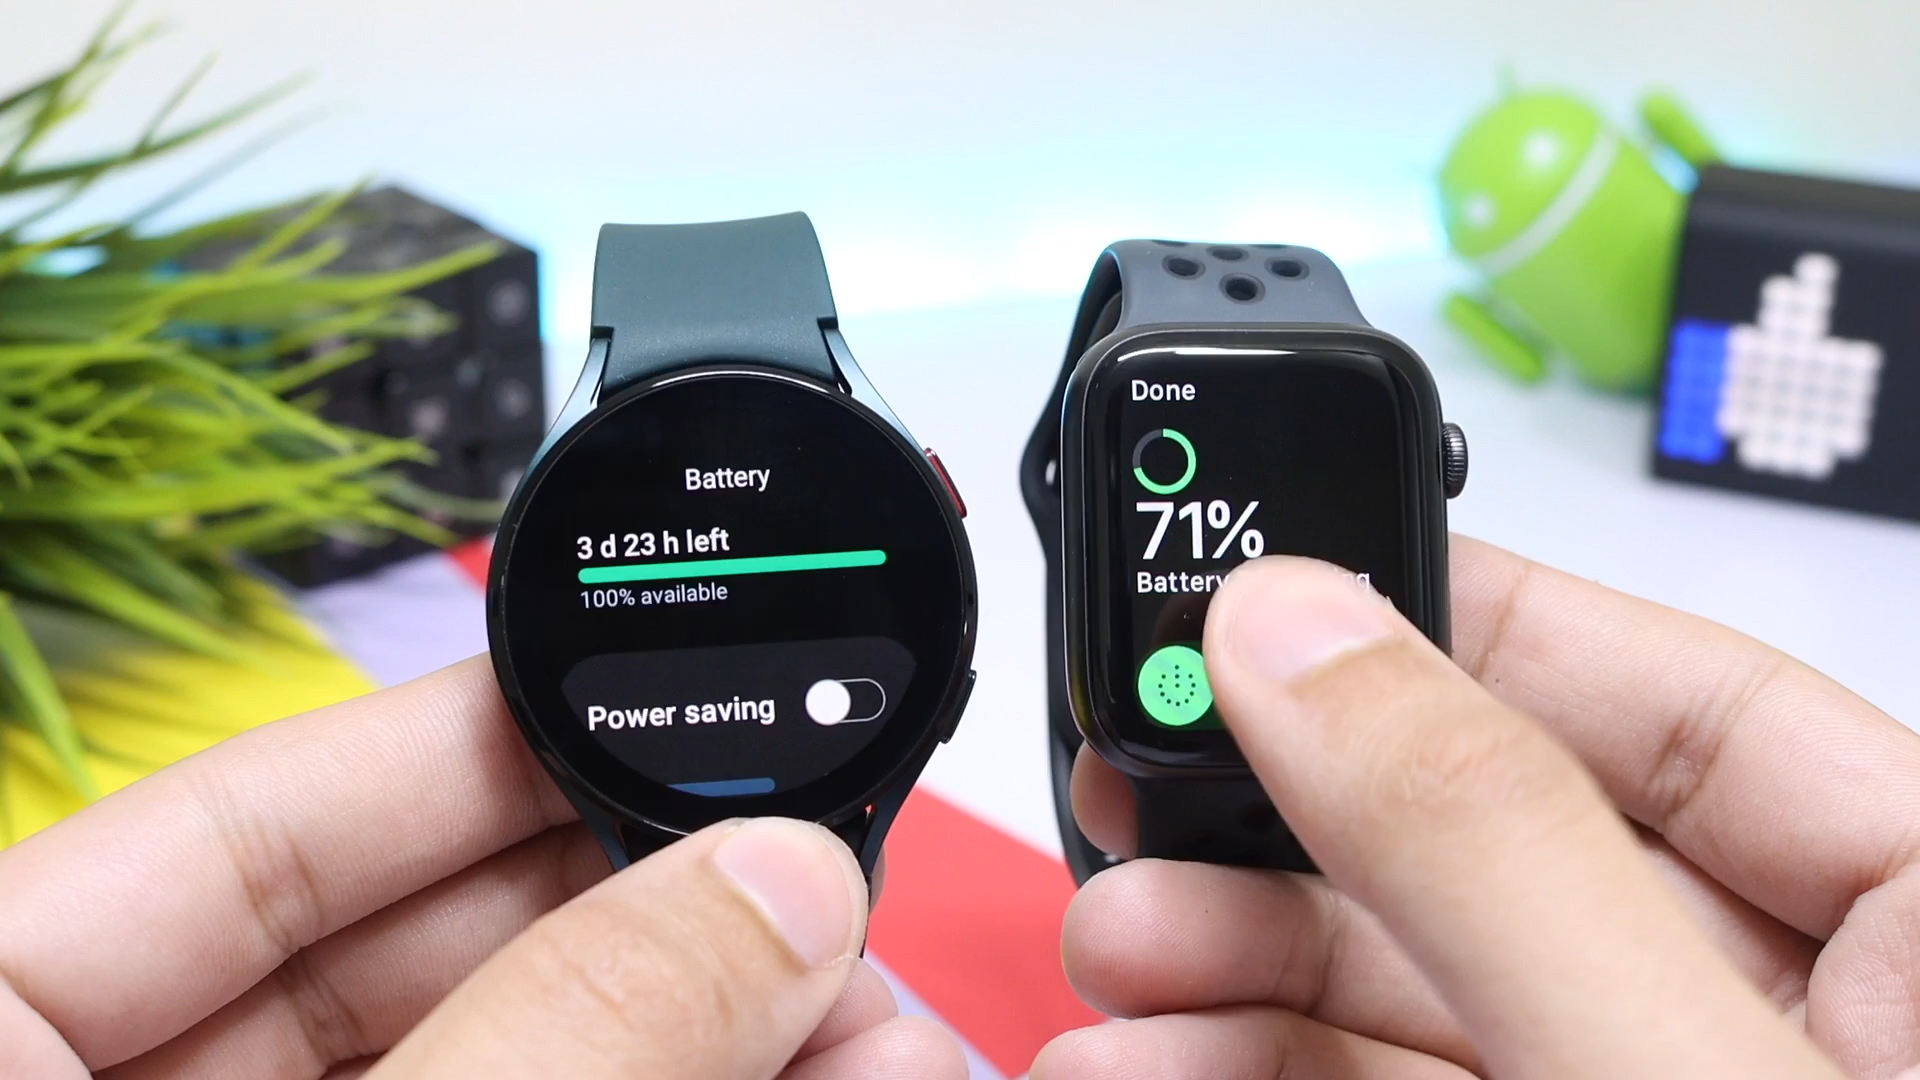 Battery
3 d 23 h left
100% available
Power saving
Done
71%
Battery